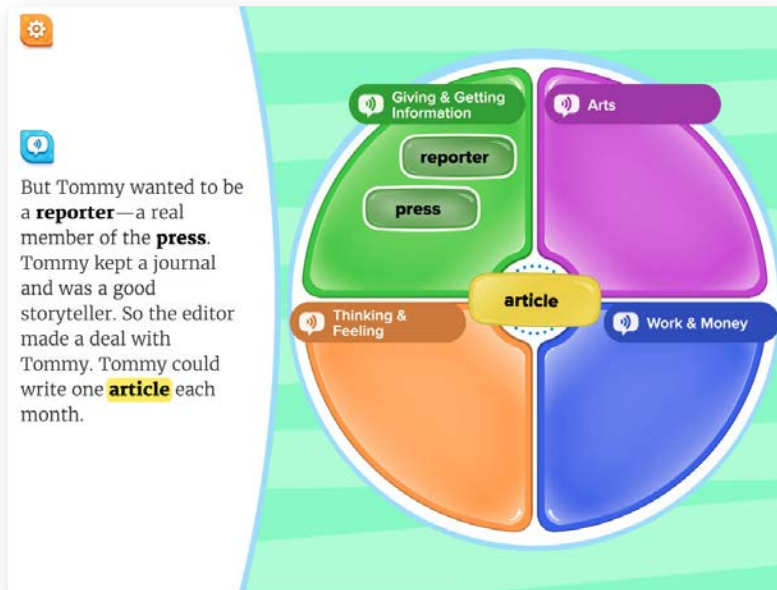 But Tommy wanted to be
a reporter—a real
member of the press.
Tommy kept a journal
and was a good
storyteller. So the editor
made a deal with
Tommy. Tommy could
write one article each
month.
Giving & Getting
Information
Arts
reporter
press
article
Thinking &
Feeling
Work & Money